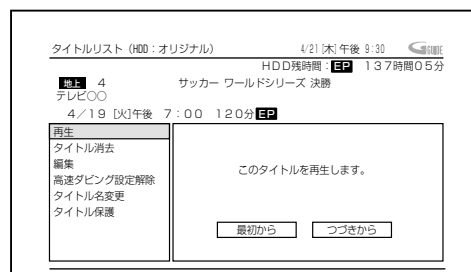 タイトルリスト（HDD：オリジナル） 4/21[木]午後 9:30 GGUIDE
HDD残時間：EP 137時間05分
地上 4 サッカー ワールドシリーズ 決勝
テレビ○○
4／19 [火]午後 7：00 120分EP
再生
タイトル消去
編集
高速ダビング設定解除
タイトル名変更
タイトル保護
このタイトルを再生します。
最初から つづきから